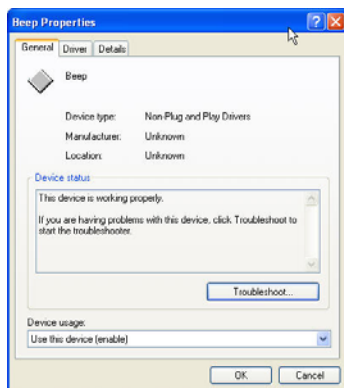 Beep Properties
General Driver Details
Beep
Device type: Non-Plug and Play Drivers
Manufacturer: Unknown
Location: Unknown
Device status
This device is working properly.
If you are having problems with this device, click Troubleshoot to
start the troubleshooter.
Troubleshoot...
Device usage:
Use this device (enable)
OK Cancel